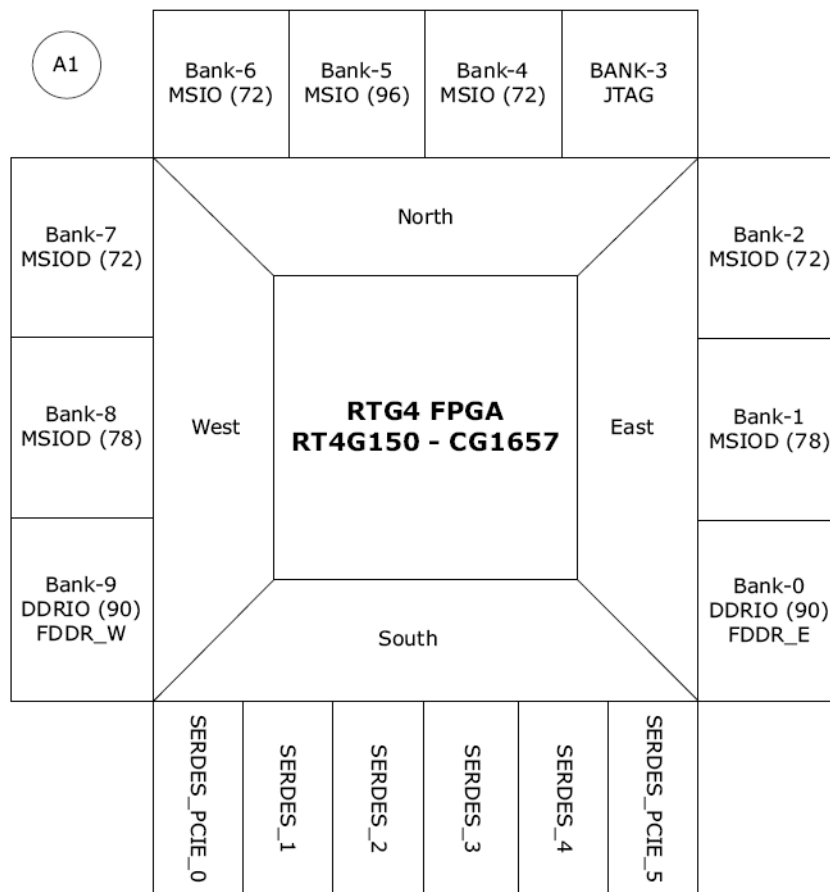 A1
Bank-6
MSIO (72)
Bank-5
MSIO (96)
Bank-4
MSIO (72)
BANK-3
JTAG
North
Bank-7
MSIOD (72)
Bank-2
MSIOD (72)
Bank-8
MSIOD (78)
West
RTG4 FPGA
RT4G150 - CG1657
East
Bank-1
MSIOD (78)
Bank-9
DDRIO (90)
FDDR_W
South
Bank-0
DDRIO (90)
FDDR_E
SERDES_PCIE_0
SERDES_1
SERDES_2
SERDES_3
SERDES_4
SERDES_PCIE_5